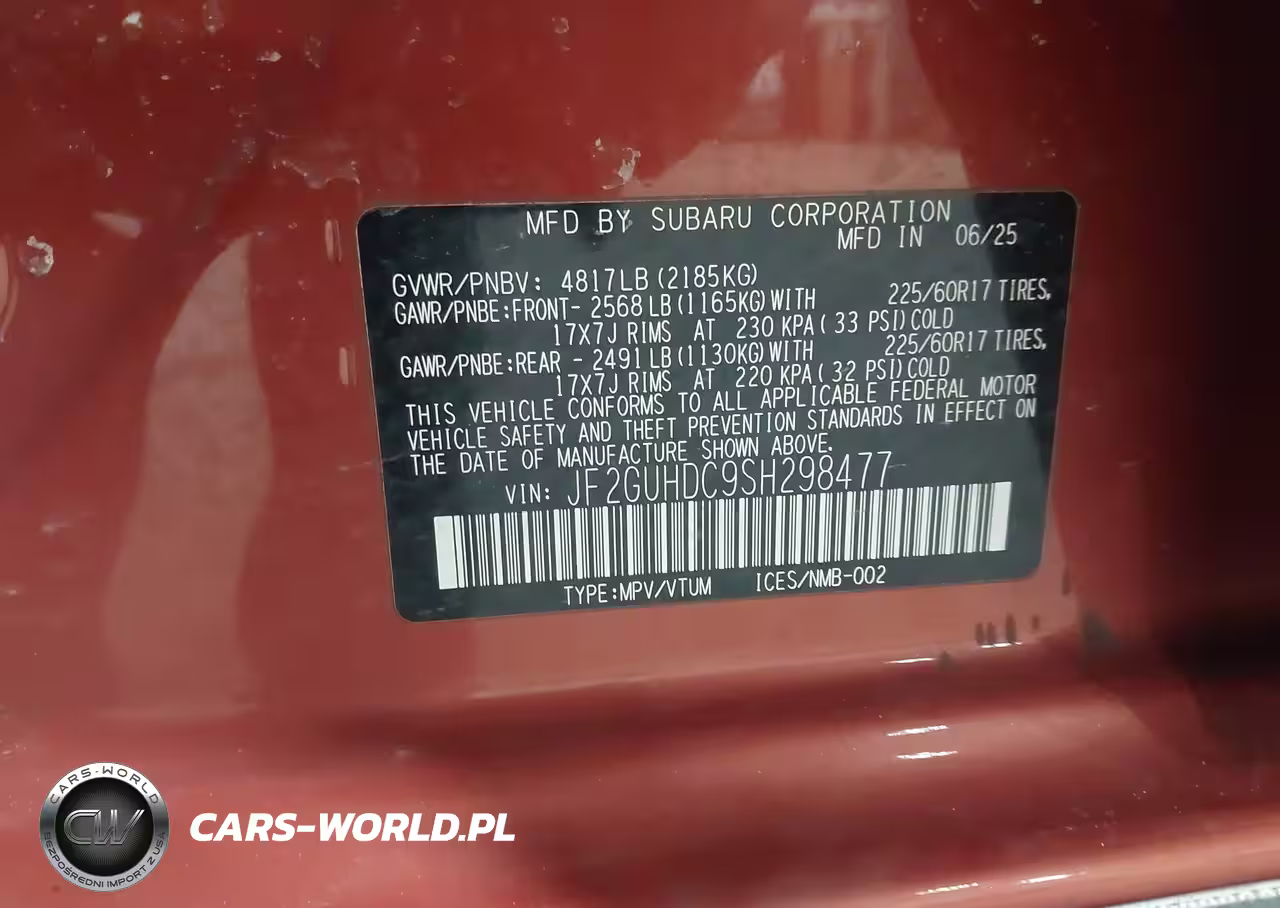 MFD BY SUBARU CORPORATION
MFD IN 06/25
GVWR/PNBV: 4817LB (2185KG)
GAWR/PNBE:FRONT- 2568 LB (1165KG) WITH 225/60R17 TIRES,
17X7J RIMS AT 230 KPA ( 33 PSI) COLD
GAWR/PNBE:REAR - 2491 LB (1130KG) WITH 225/60R17 TIRES,
17X7J RIMS AT 220 KPA ( 32 PSI) COLD
THIS VEHICLE CONFORMS TO ALL APPLICABLE FEDERAL MOTOR
VEHICLE SAFETY AND THEFT PREVENTION STANDARDS IN EFFECT ON
THE DATE OF MANUFACTURE SHOWN ABOVE.
VIN: JF2GUHDC9SH298477
TYPE:MPV/VTUM ICES/NMB-002
CARS-WORLD
CW
BEZPOŚREDNI IMPORT Z USA
CARS-WORLD.PL